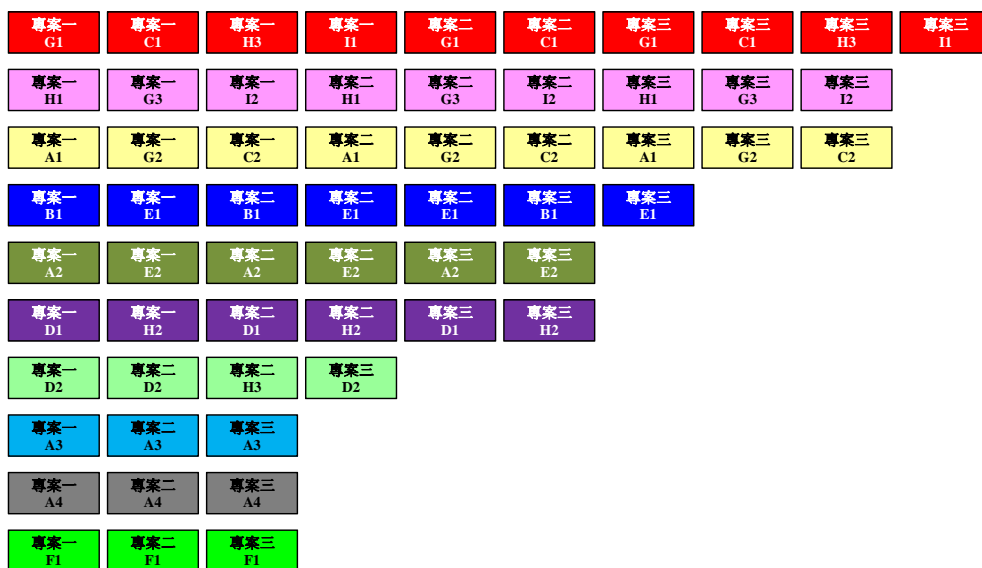 專案一 專案一 專案一 專案一 專案二 專案二 專案三 專案三 專案三 專案三
G1 C1 H3 I1 G1 C1 G1 C1 H3 I1
專案一 專案一 專案一 專案二 專案二 專案二 專案三 專案三 專案三
H1 G3 I2 H1 G3 I2 H1 G3 I2
專案一 專案一 專案一 專案二 專案二 專案二 專案三 專案三 專案三
A1 G2 C2 A1 G2 C2 A1 G2 C2
專案一 專案一 專案二 專案二 專案二 專案三 專案三
B1 E1 B1 E1 E1 B1 E1
專案一 專案一 專案二 專案二 專案三 專案三
A2 E2 A2 E2 A2 E2
專案一 專案一 專案二 專案二 專案三 專案三
D1 H2 D1 H2 D1 H2
專案一 專案二 專案二 專案三
D2 D2 H3 D2
專案一 專案二 專案三
A3 A3 A3
專案一 專案二 專案三
A4 A4 A4
專案一 專案二 專案三
F1 F1 F1